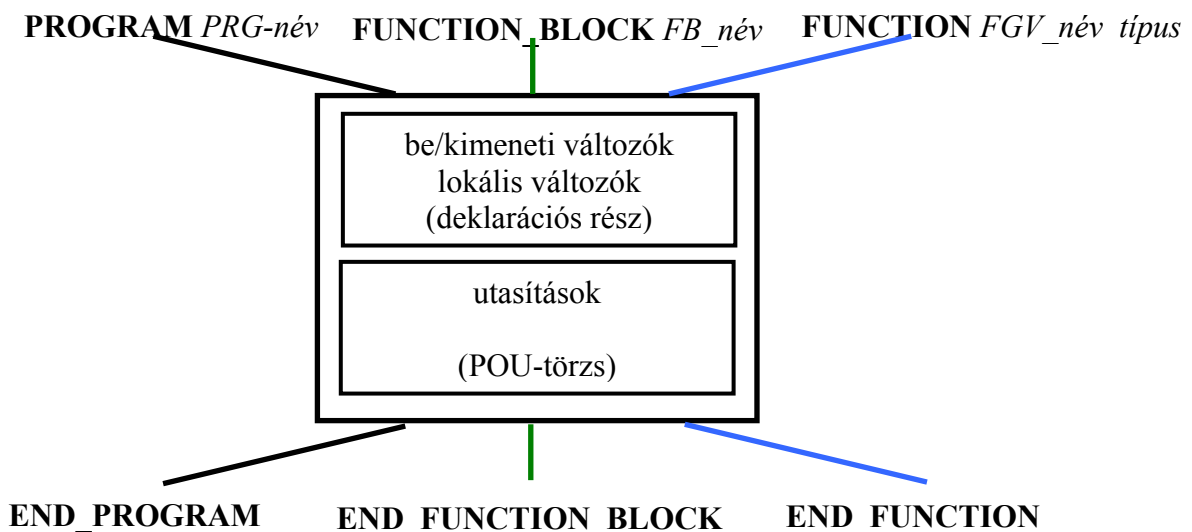 PROGRAM PRG-név FUNCTION_BLOCK FB_név FUNCTION FGV_név típus
be/kimeneti változók
lokális változók
(deklarációs rész)
utasítások
(POU-törzs)
END_PROGRAM END_FUNCTION_BLOCK END_FUNCTION